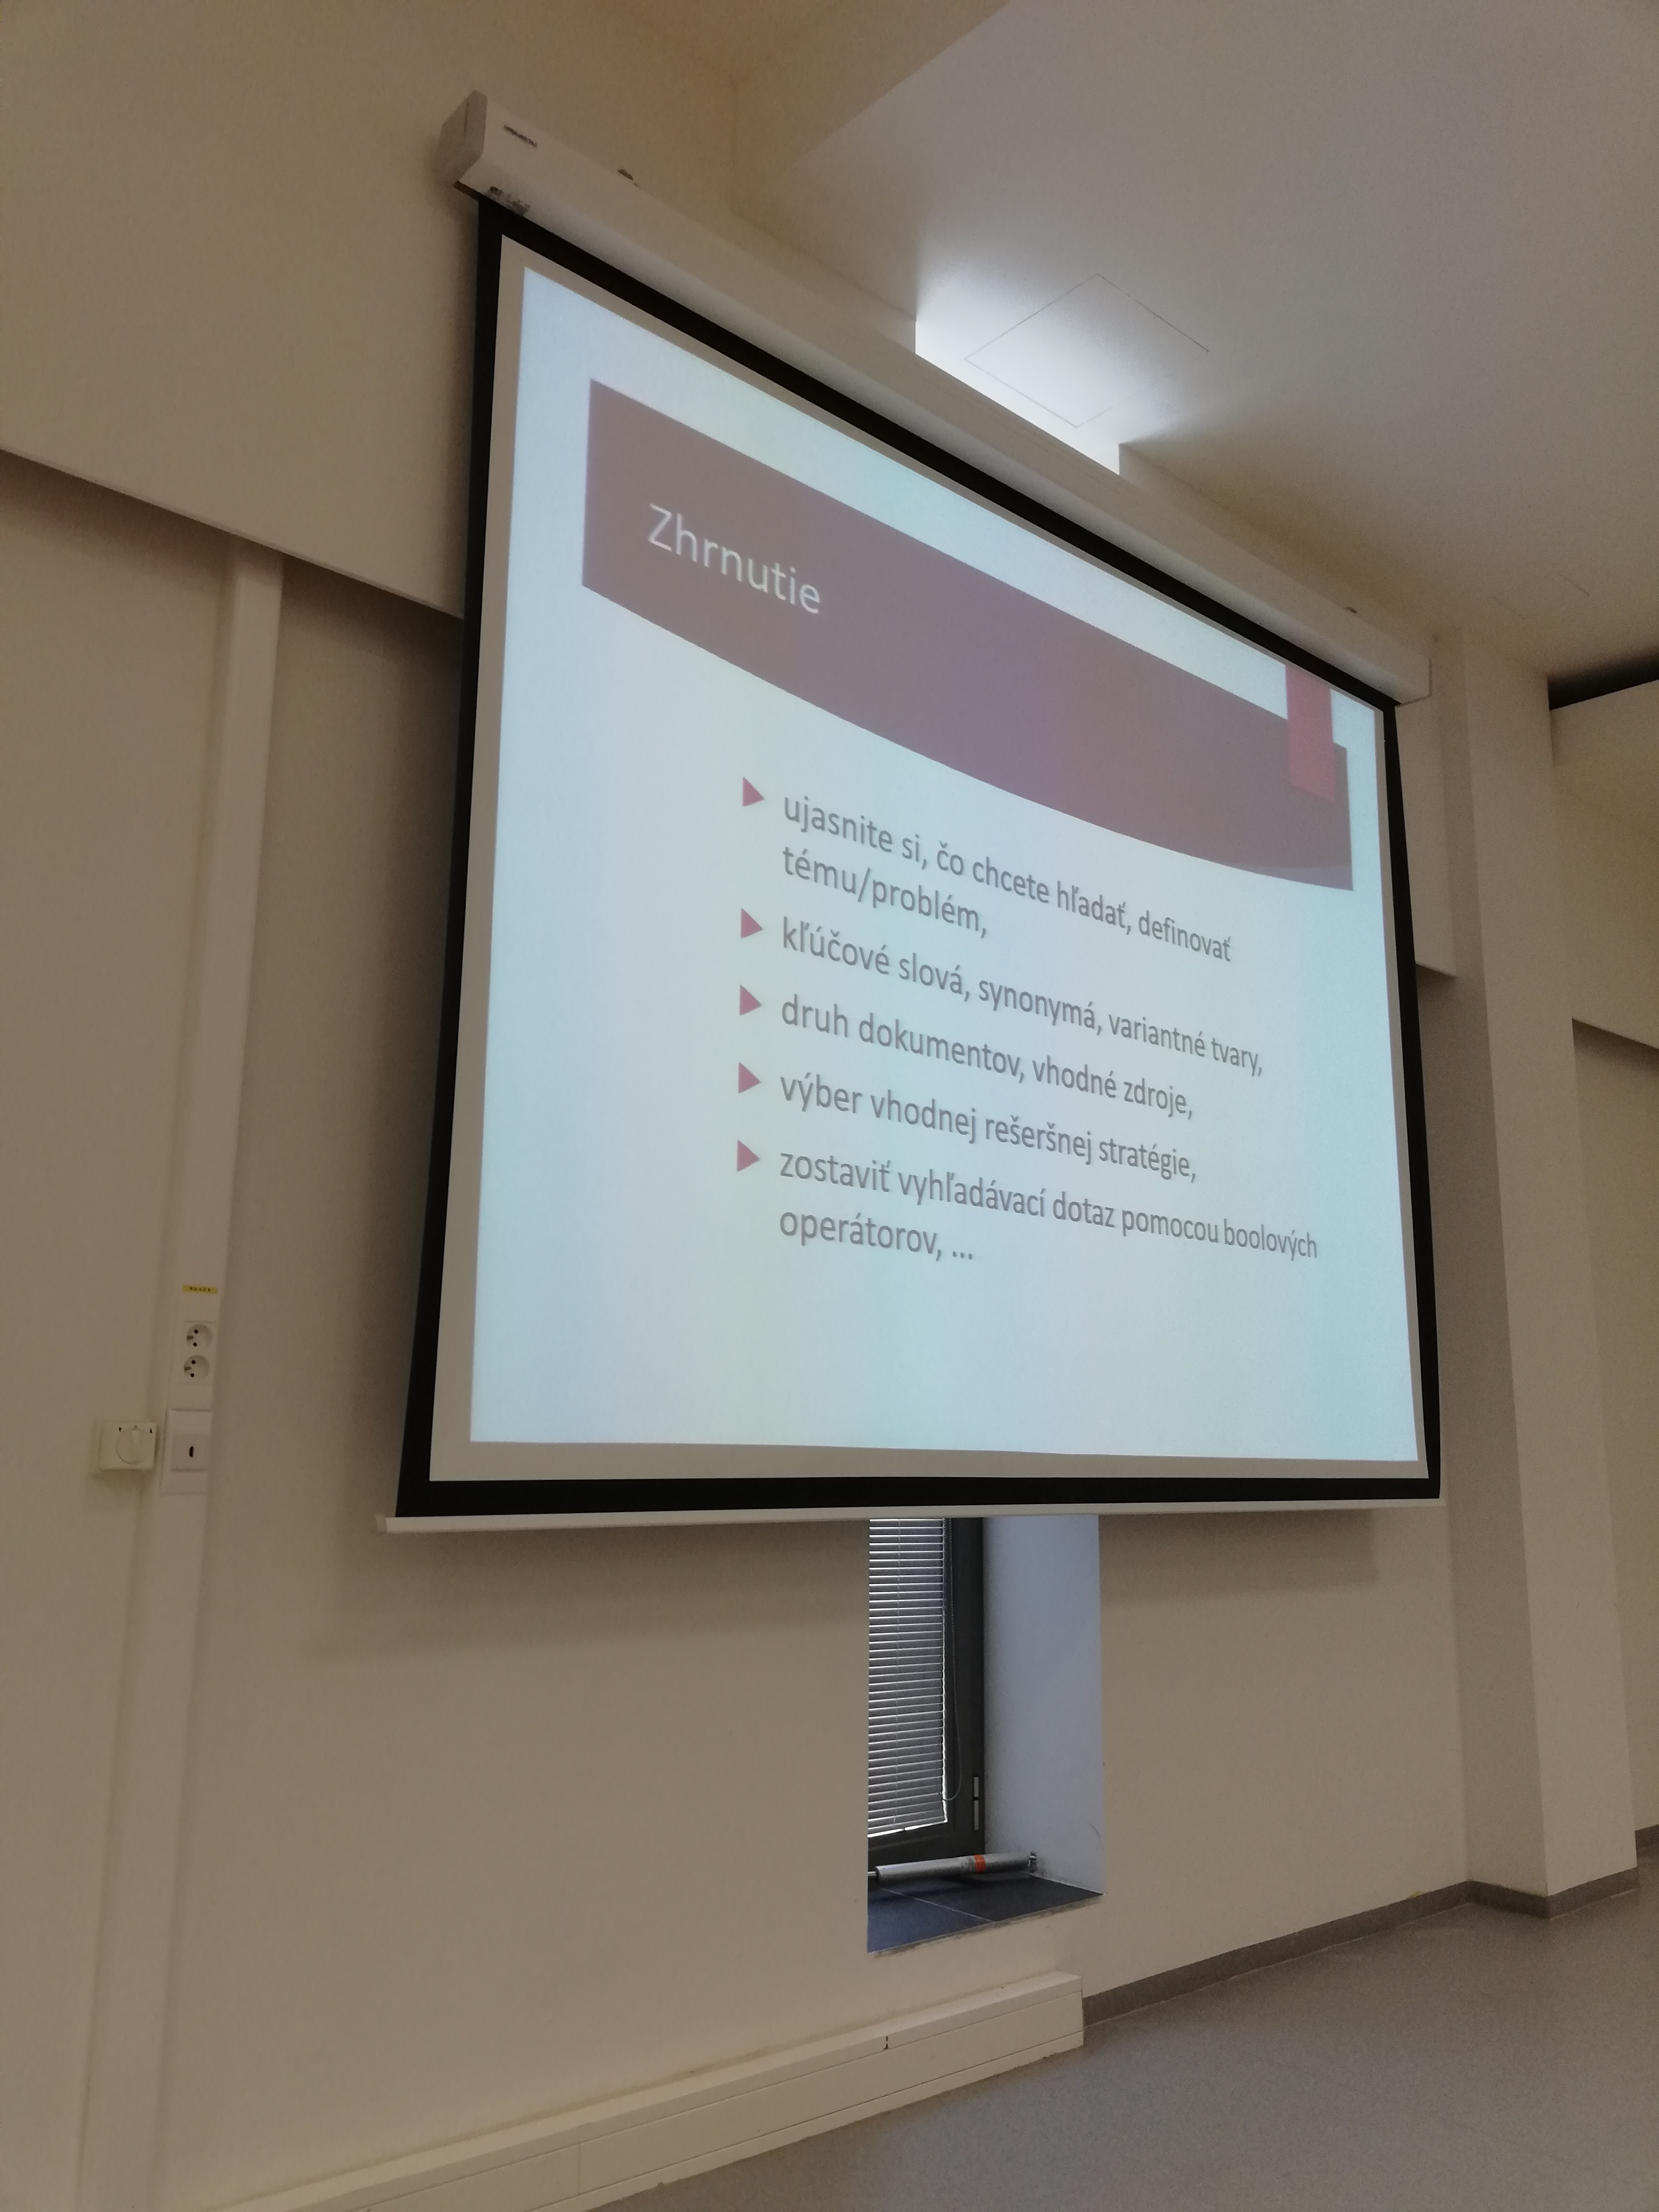 Zhrnutie
ujasnite si, čo chcete hľadať, definovať
tému/problém,
kľúčové slová, synonymá, variantné tvary,
druh dokumentov, vhodné zdroje,
výber vhodnej rešeršnej stratégie,
zostaviť vyhľadávací dotaz pomocou boolových
operátorov, ...